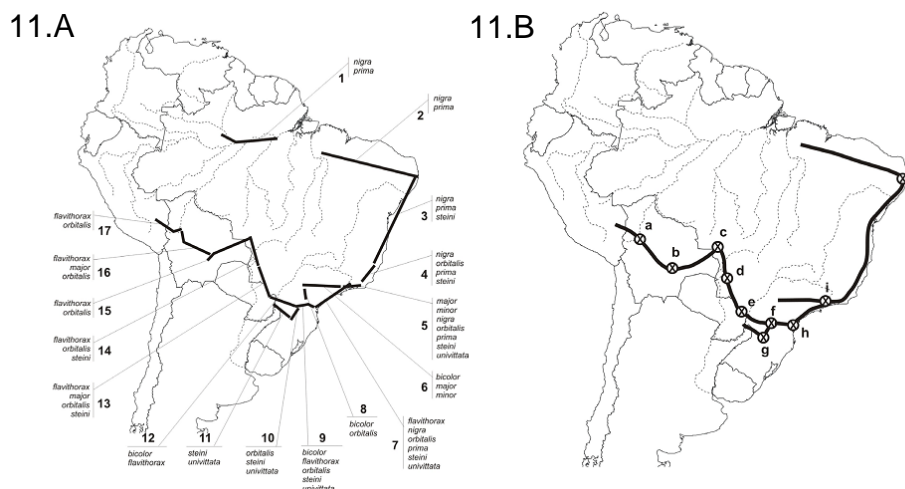 11.A
11.B
nigra
prima
1
nigra
prima
2
nigra
prima
steini
3
nigra
orbitalis
prima
steini
4
major
minor
nigra
orbitalis
prima
steini
univittata
5
bicolor
major
minor
6
flavithorax
nigra
orbitalis
prima
steini
univittata
7
8
bicolor
orbitalis
9
bicolor
flavithorax
orbitalis
steini
univittata
10
orbitalis
steini
univittata
11
steini
univittata
12
bicolor
flavithorax
flavithorax
major
orbitalis
steini
13
flavithorax
orbitalis
steini
14
flavithorax
orbitalis
15
flavithorax
major
orbitalis
16
flavithorax
orbitalis
17
a
b
c
d
e
f
g
h
i